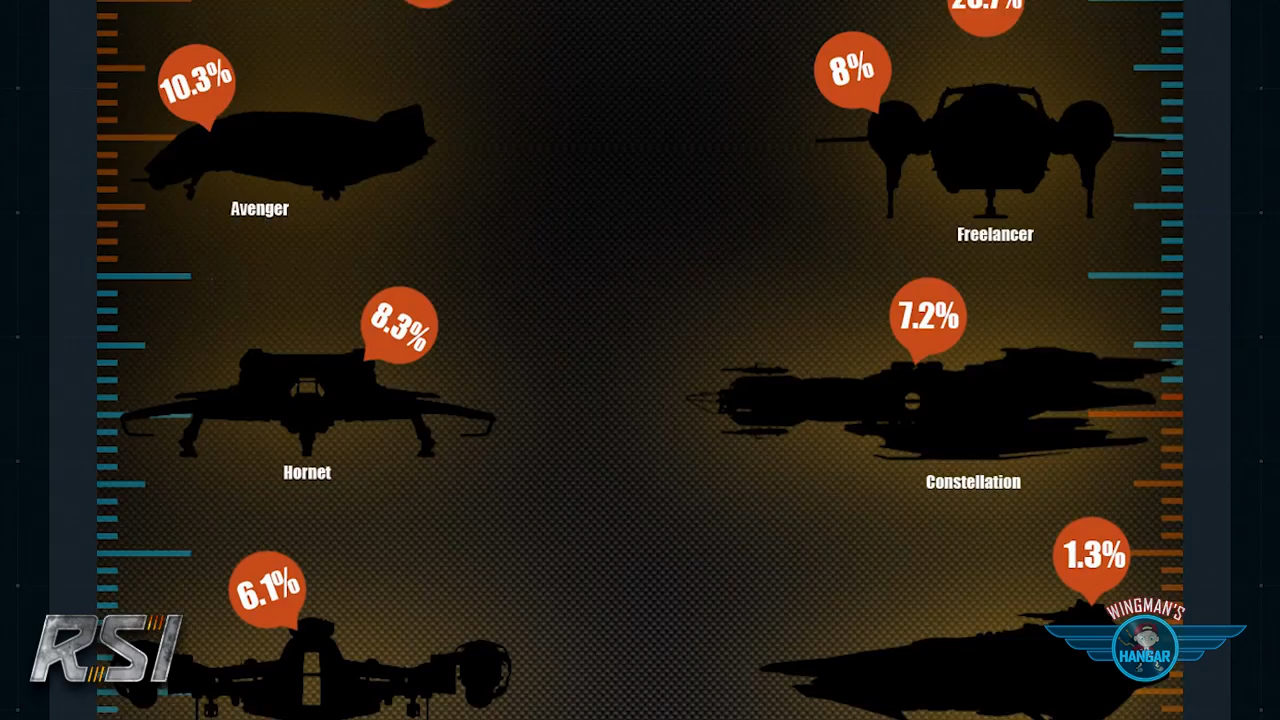 10.3%
8%
Avenger
Freelancer
8.3%
7.2%
Hornet
Constellation
6.1%
1.3%
RSI
WINGMAN'S
HANGAR